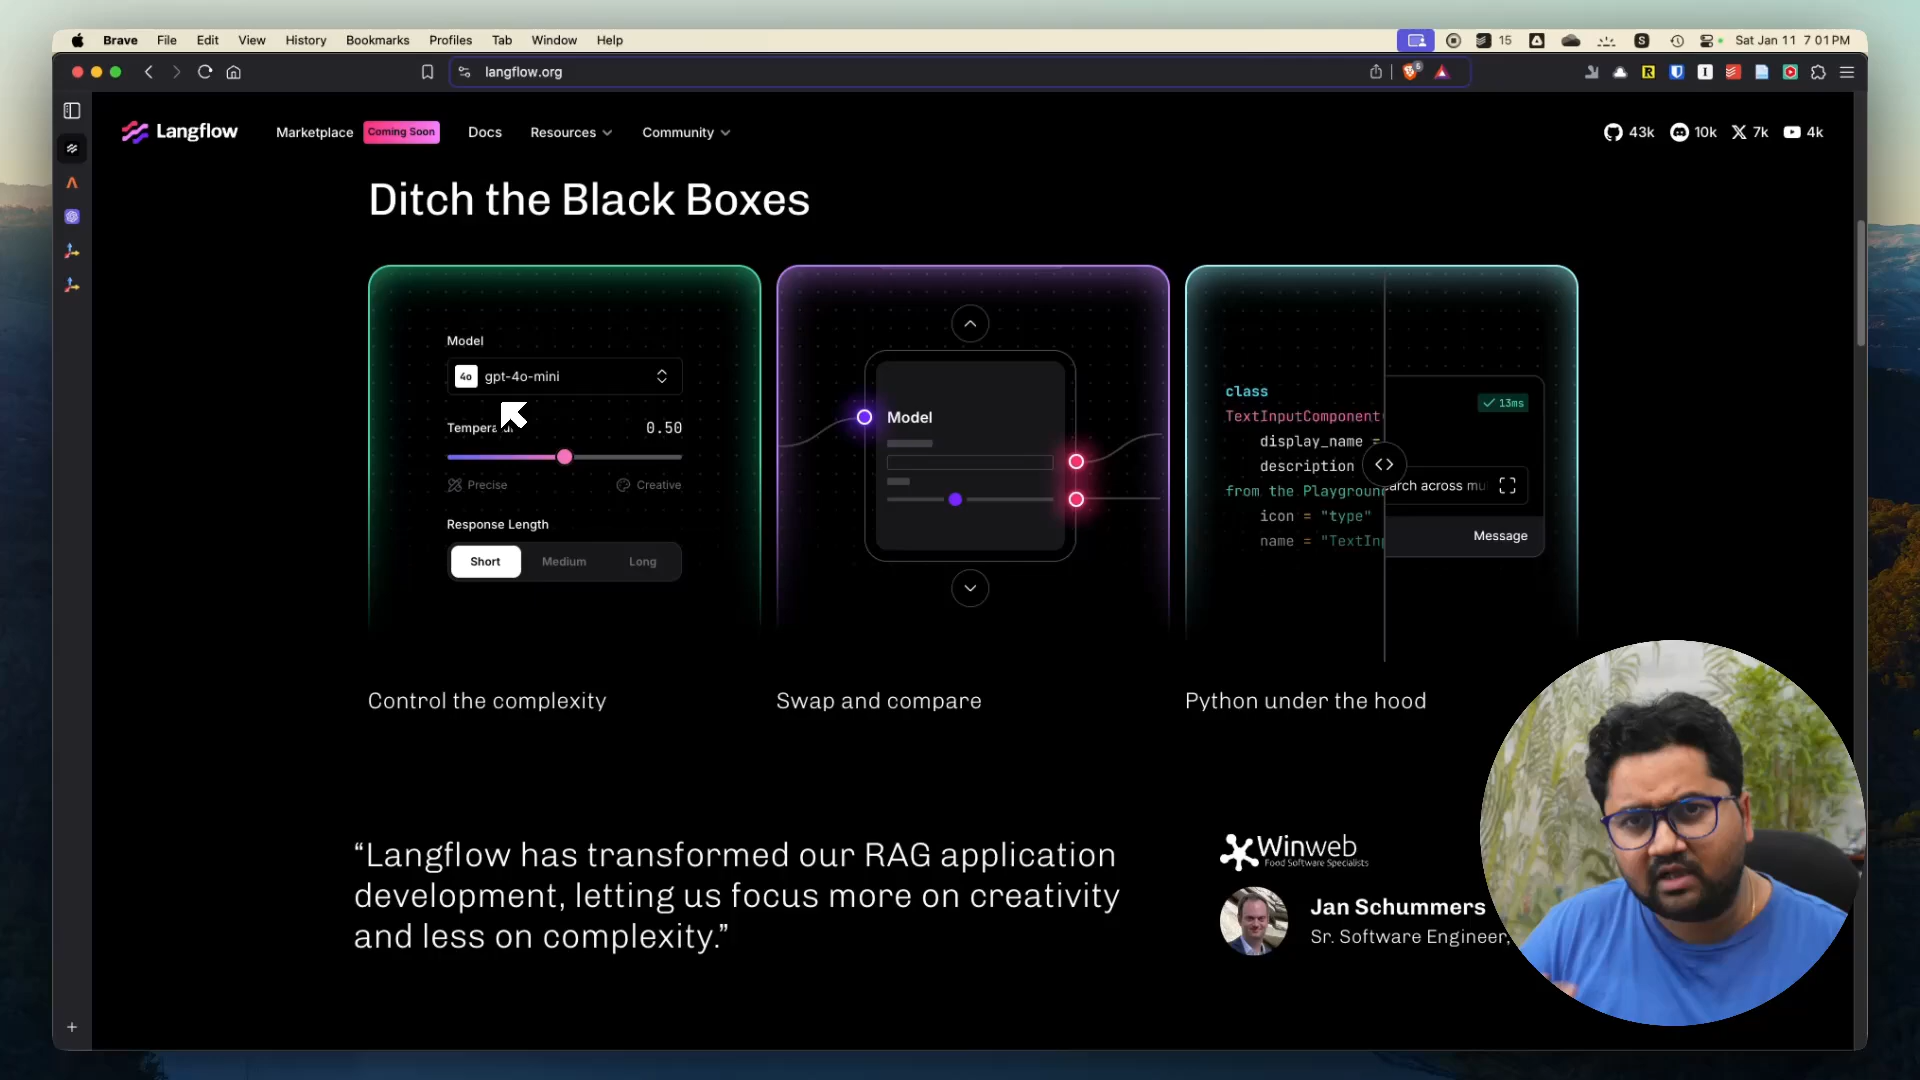 Brave File Edit View History Bookmarks Profiles Tab Window Help
15
S
Sat Jan 11 7 01 PM
langflow.org
5
R
I
Langflow
Marketplace Coming Soon Docs Resources Community
43k 10k 7k 4k
Ditch the Black Boxes
Model
4o gpt-4o-mini
0.50
Precise Creative
Response Length
Short Medium Long
Control the complexity
Model
Swap and compare
class
TextInputComponent
display_name =
description
from the Playground
icon = "type"
name = "TextInp
13ms
arch across mu
Message
Python under the hood
“Langflow has transformed our RAG application
development, letting us focus more on creativity
and less on complexity.”
Winweb
Food Software Specialists
Jan Schummers
Sr. Software Engineer,